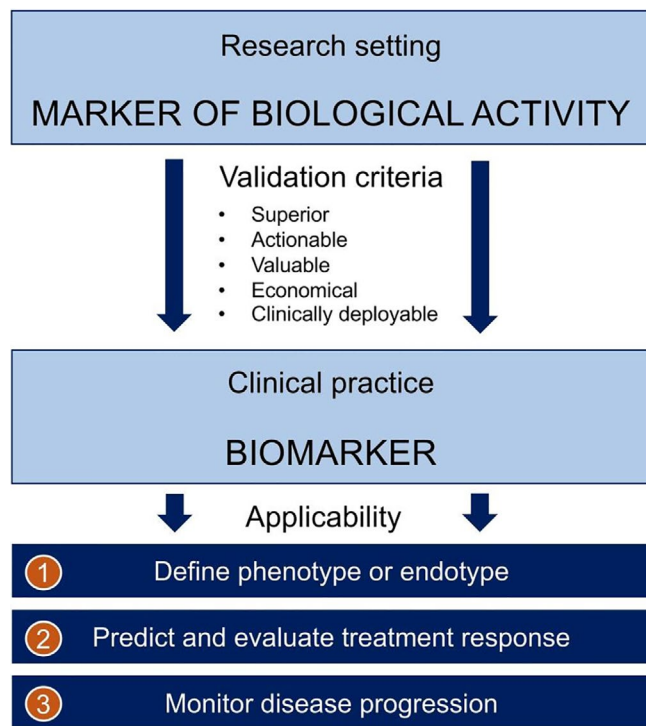 Research setting
MARKER OF BIOLOGICAL ACTIVITY
Validation criteria
• Superior
• Actionable
• Valuable
• Economical
• Clinically deployable
Clinical practice
BIOMARKER
Applicability
1 Define phenotype or endotype
2 Predict and evaluate treatment response
3 Monitor disease progression